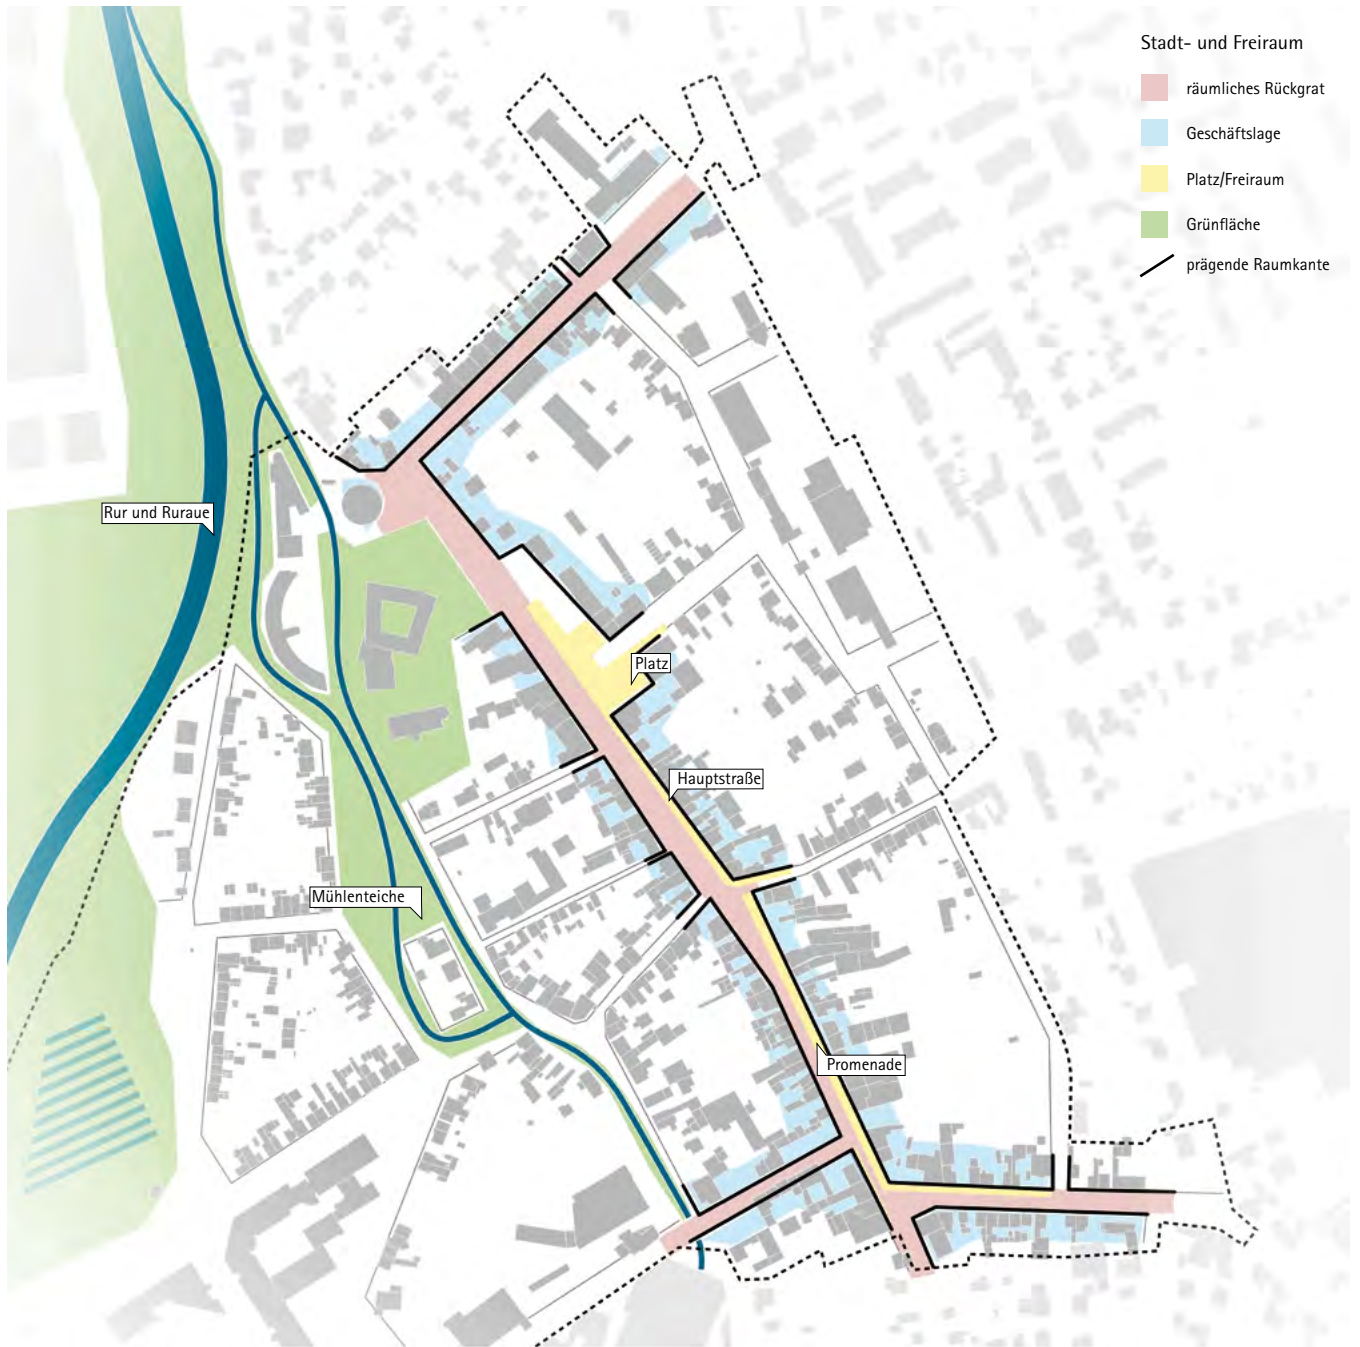 Stadt- und Freiraum
räumliches Rückgrat
Geschäftslage
Platz/Freiraum
Grünfläche
prägende Raumkante
Rur und Ruraue
Platz
Hauptstraße
Mühlenteiche
Promenade